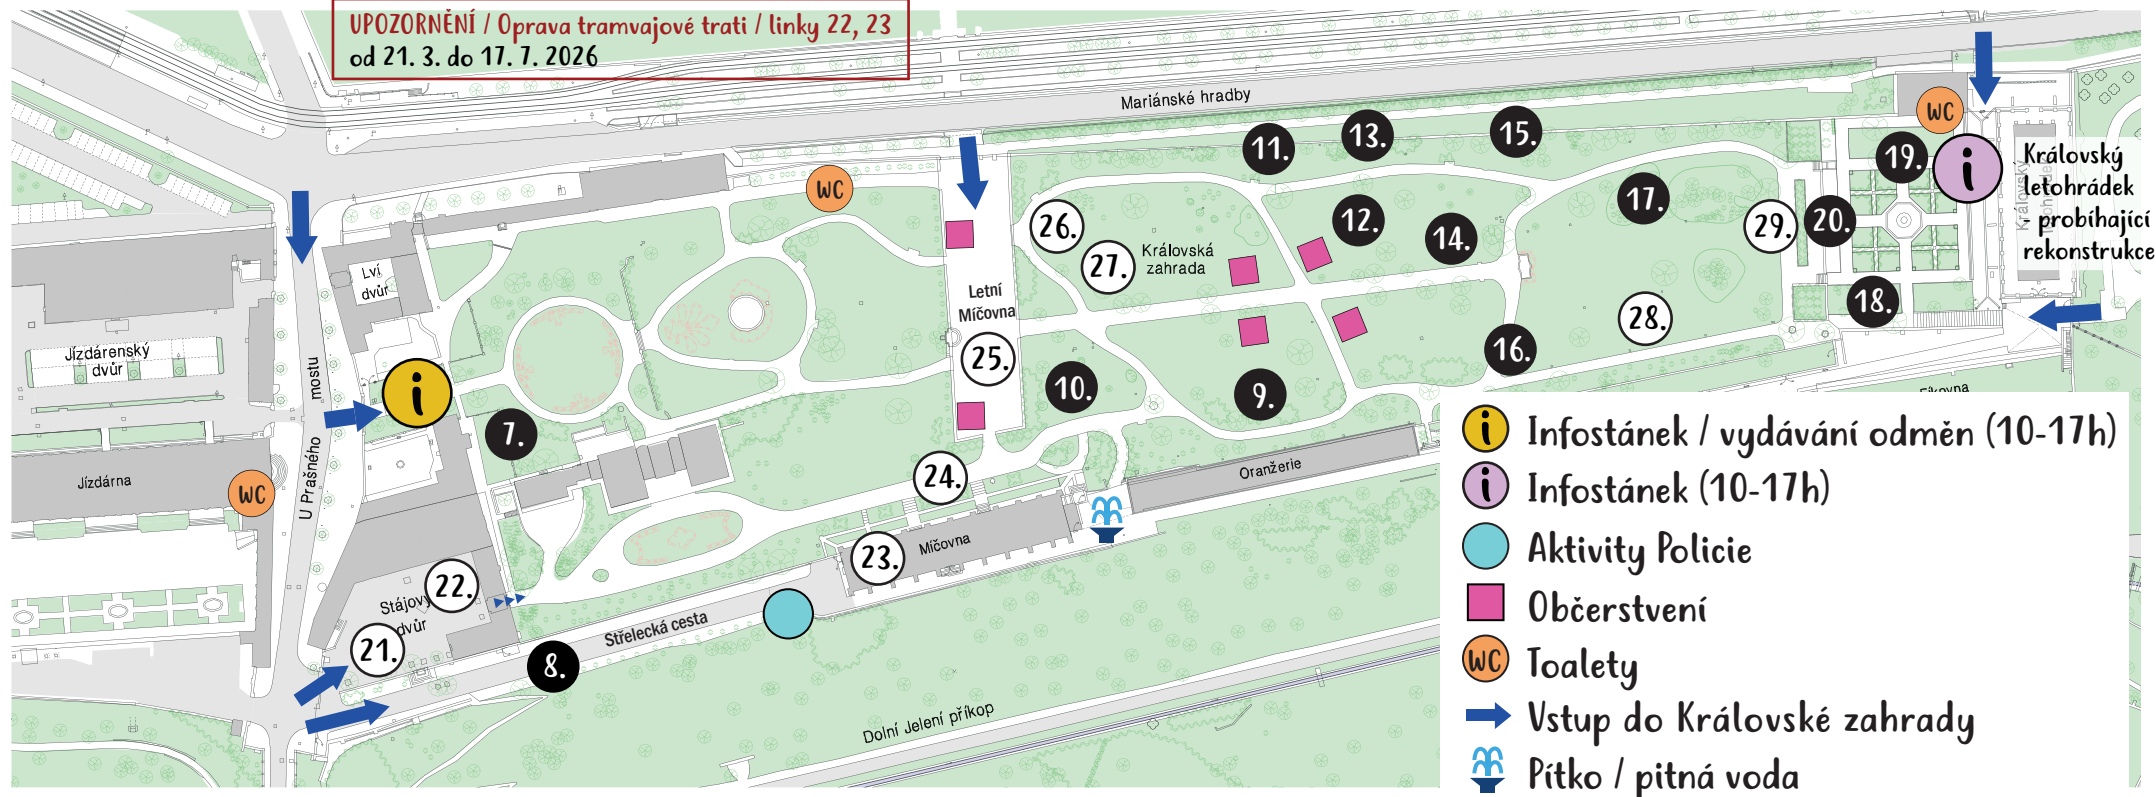 UPOZORNĚNÍ / Oprava tramvajové trati / linky 22, 23
od 21. 3. do 17. 7. 2026
Mariánské hradby
WC
11.
13.
15.
19.
i
Královský
letohrádek
- probíhající
rekonstrukce
WC
26.
27.
Královská
zahrada
12.
14.
17.
29.
20.
Lví
dvůr
Letní
Míčovna
25.
28.
18.
Jízdárenský
dvůr
U Prašného mostu
i
7.
10.
9.
16.
Jízdárna
WC
24.
Oranžerie
23.
Míčovna
22.
Stájový
dvůr
21.
Střelecká cesta
8.
Dolní Jelení příkop
i Infostánek / vydávání odměn (10-17h)
i Infostánek (10-17h)
Aktivity Policie
Občerstvení
WC Toalety
Vstup do Královské zahrady
Pítko / pitná voda